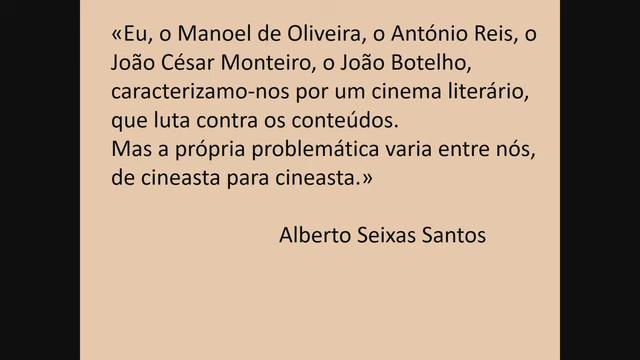 «Eu, o Manoel de Oliveira, o António Reis, o
João César Monteiro, o João Botelho,
caracterizamo-nos por um cinema literário,
que luta contra os conteúdos.
Mas a própria problemática varia entre nós,
de cineasta para cineasta.»
Alberto Seixas Santos